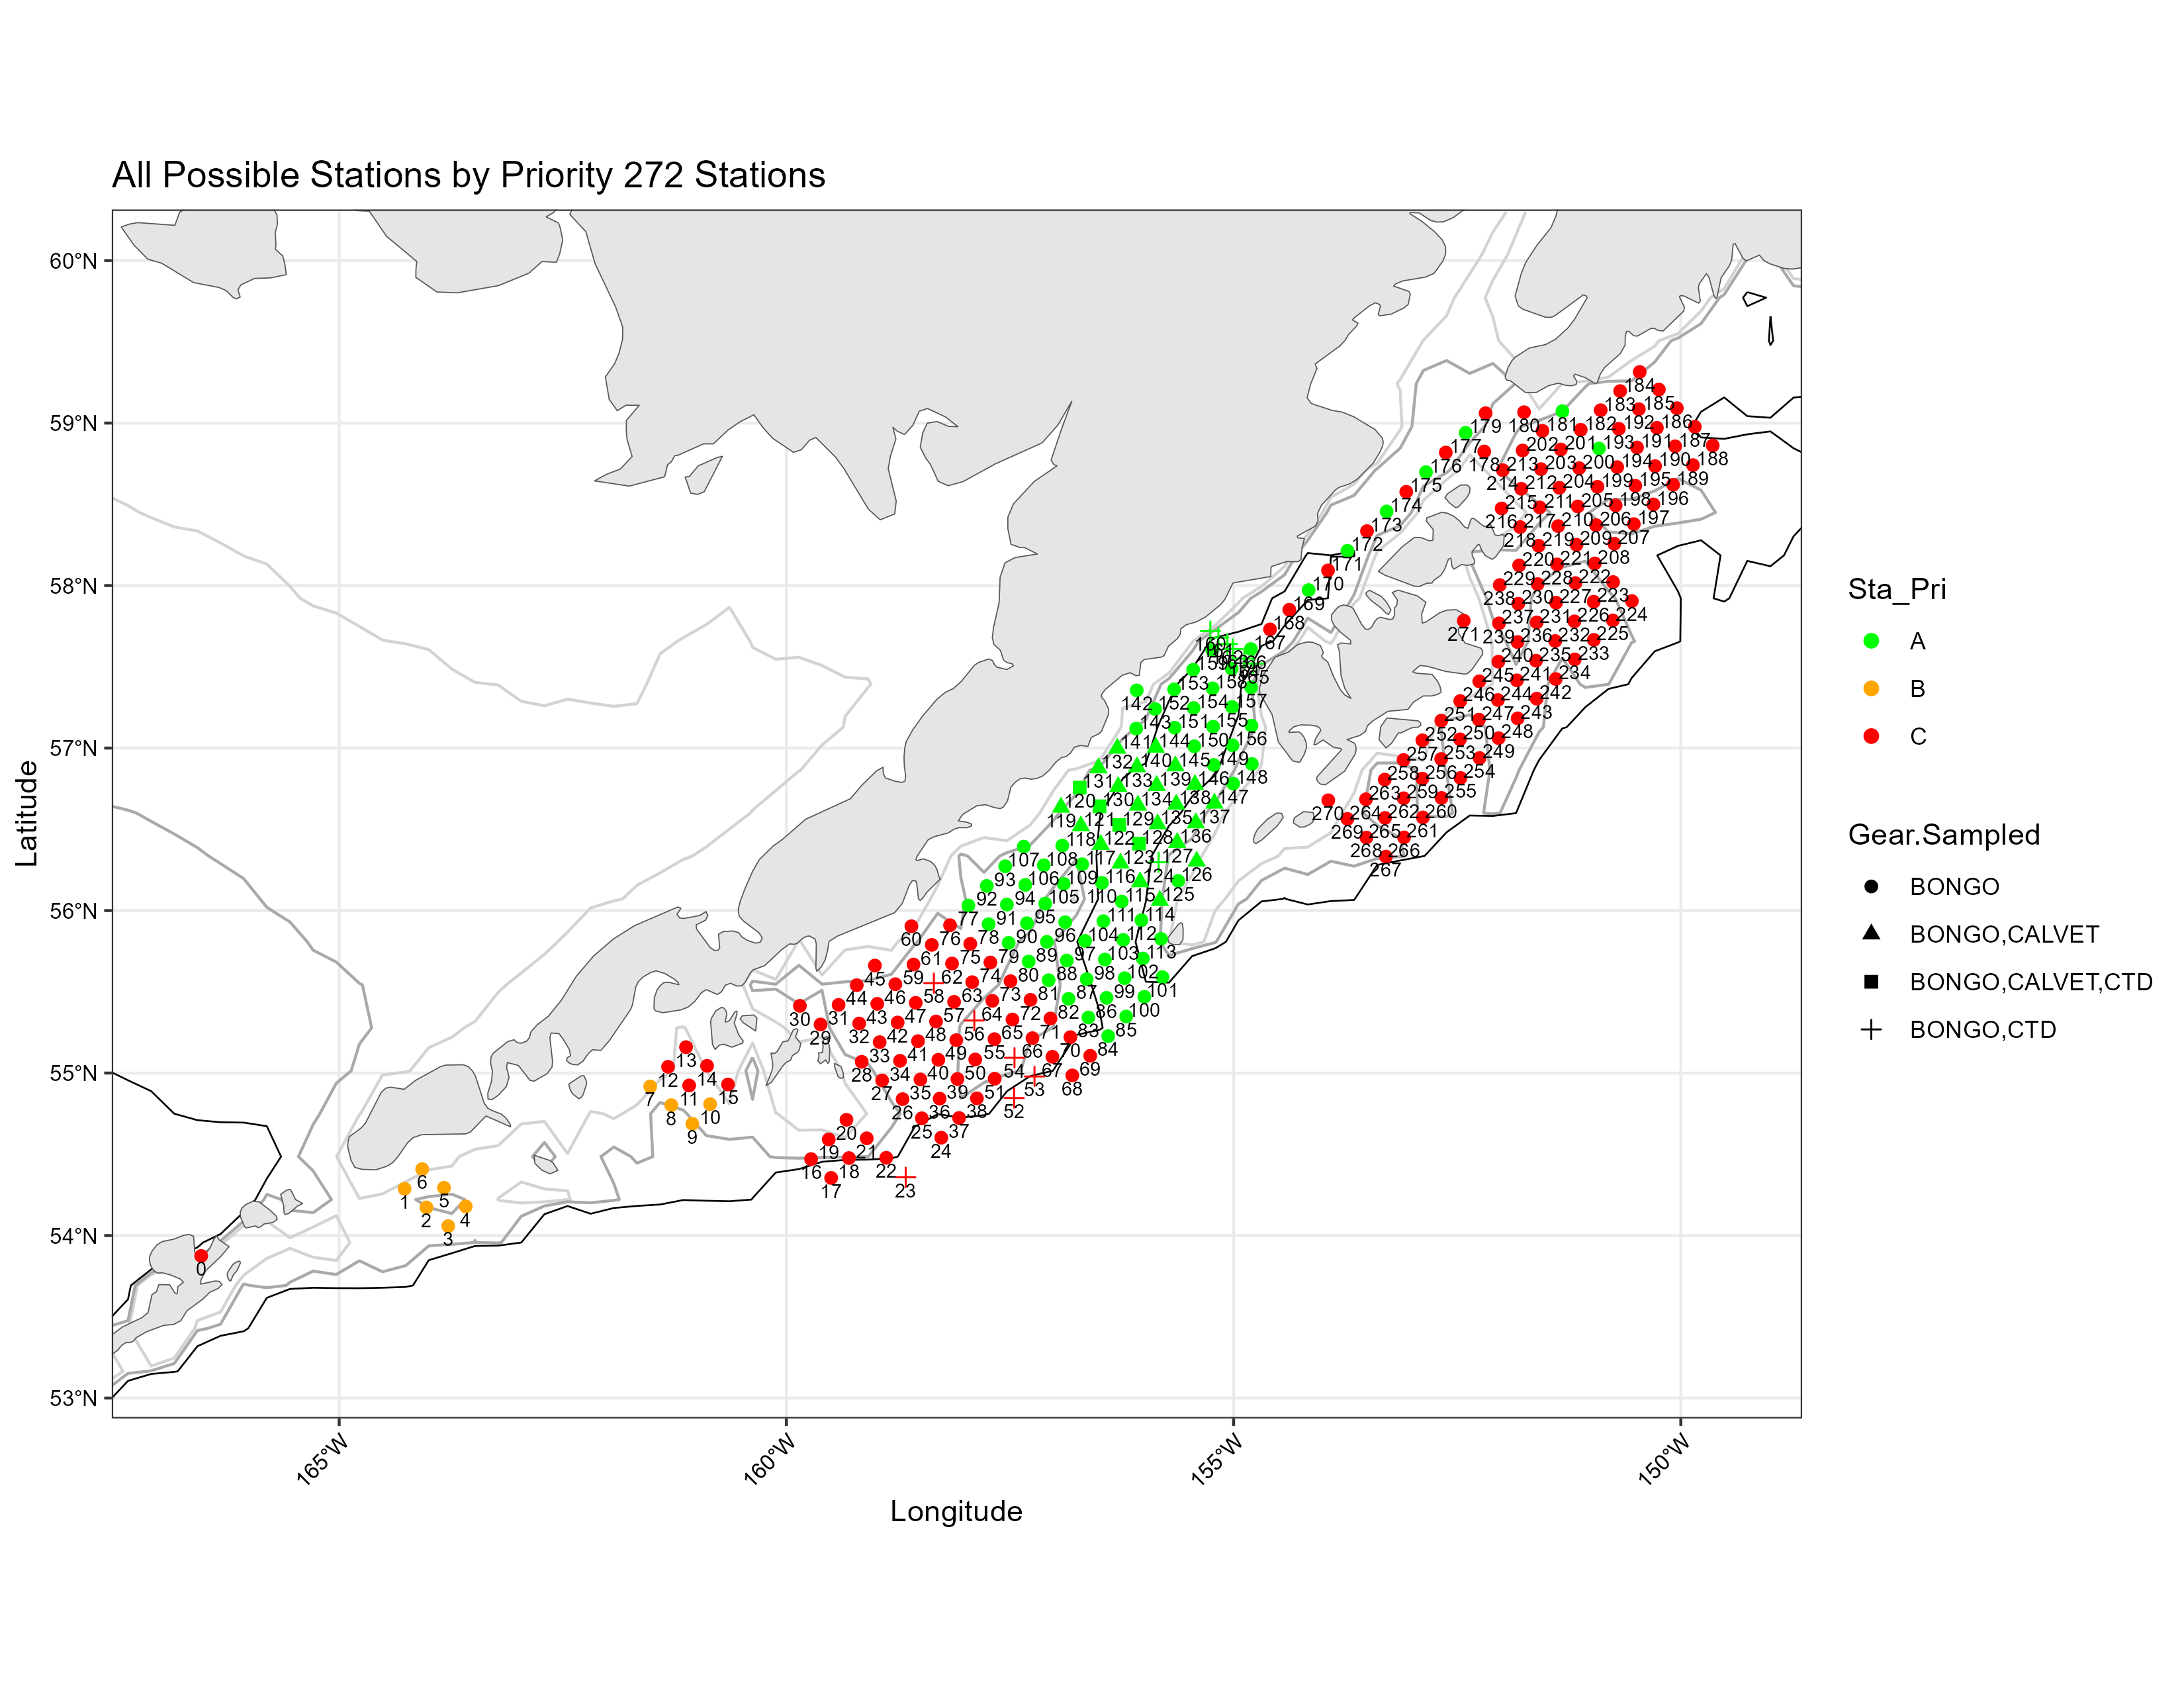 All Possible Stations by Priority 272 Stations
60°N
59°N
58°N
57°N
56°N
55°N
54°N
53°N
Latitude
165°W
160°W
155°W
150°W
Longitude
Sta_Pri
A
B
C
Gear.Sampled
BONGO
BONGO,CALVET
BONGO,CALVET,CTD
BONGO,CTD
184
183 185
179 180 181 182 192 186
177 202 201 193 191 187
176 178 213 203 200 194 190 188
175 214 212 204 199 195 189
174 215 211 205 198 196
173 216 217 210 206 197
172 218 219 209 207
171 220 221 208
170 229 228 222
169 238 230 227 223
168 237 231 226 224
160 167 271 239 236 232 225
240 235 233
153 158 245 241 234
142 152 154 157 246 244 242
143 151 155 251 247 243
141 144 150 156 252 250 248
132 140 145 149 257 253 249
131 133 139 146 148 258 256 254
120 130 134 138 147 263 259 255
119 121 129 135 137 270 264 262 260
118 122 128 136 269 265 261
107 108 117 123 127 268 266
93 106 109 116 124 126 267
92 94 105 110 115 125
77 91 95 111 114
60 76 78 90 96 104 112
61 75 79 89 97 103 113
45 59 62 74 80 88 98 102
44 46 58 63 73 81 87 99 101
30 31 43 47 57 64 72 82 86 100
29 32 42 48 56 65 71 83 85
13 33 41 49 55 66 70 84
12 14 28 34 40 50 54 67 69
7 11 15 27 35 39 51 53 68
8 10 26 36 38 52
9 20 25 37
19 21 24
6 16 18 22
1 5 17 23
2 4
3
0